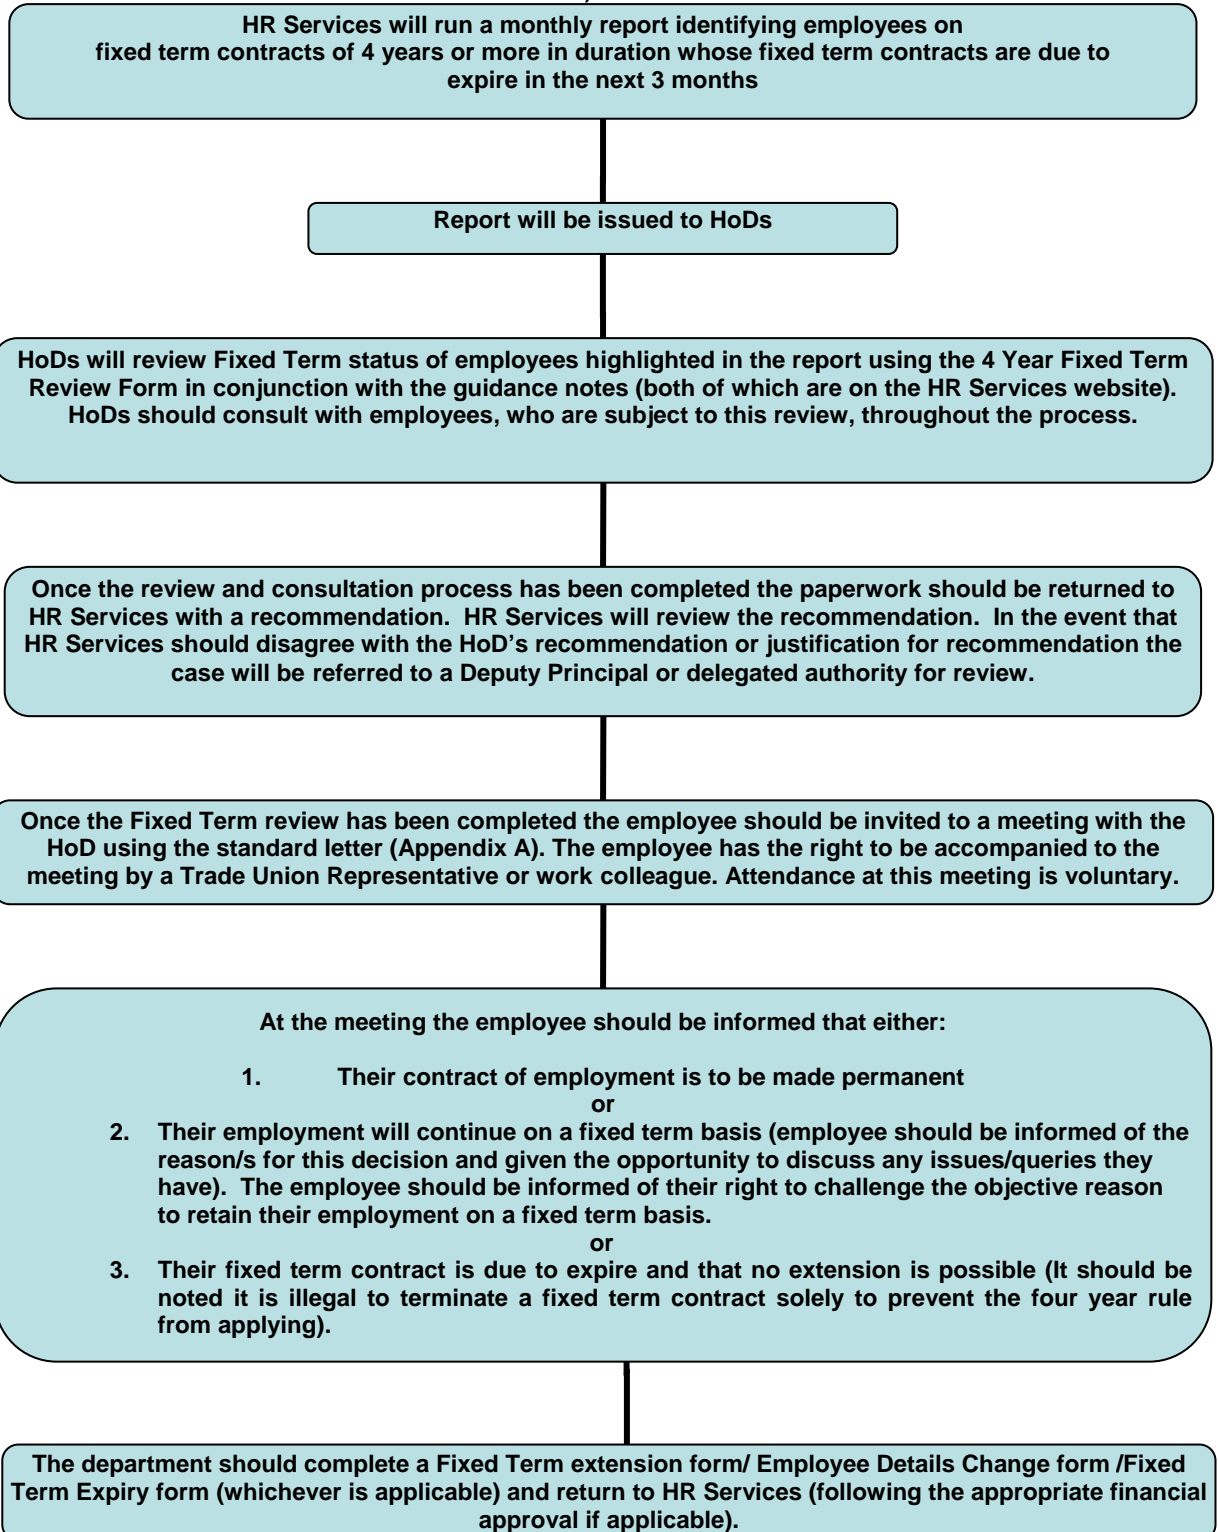 HR Services will run a monthly report identifying employees on
fixed term contracts of 4 years or more in duration whose fixed term contracts are due to
expire in the next 3 months
Report will be issued to HoDs
HoDs will review Fixed Term status of employees highlighted in the report using the 4 Year Fixed Term
Review Form in conjunction with the guidance notes (both of which are on the HR Services website).
HoDs should consult with employees, who are subject to this review, throughout the process.
Once the review and consultation process has been completed the paperwork should be returned to
HR Services with a recommendation.  HR Services will review the recommendation.  In the event that
HR Services should disagree with the HoD's recommendation or justification for recommendation the
case will be referred to a Deputy Principal or delegated authority for review.
Once the Fixed Term review has been completed the employee should be invited to a meeting with the
HoD using the standard letter (Appendix A). The employee has the right to be accompanied to the
meeting by a Trade Union Representative or work colleague. Attendance at this meeting is voluntary.
At the meeting the employee should be informed that either:
1. Their contract of employment is to be made permanent
or
2. Their employment will continue on a fixed term basis (employee should be informed of the
reason/s for this decision and given the opportunity to discuss any issues/queries they
have).  The employee should be informed of their right to challenge the objective reason
to retain their employment on a fixed term basis.
or
3. Their fixed term contract is due to expire and that no extension is possible (It should be
noted it is illegal to terminate a fixed term contract solely to prevent the four year rule
from applying).
The department should complete a Fixed Term extension form/ Employee Details Change form /Fixed
Term Expiry form (whichever is applicable) and return to HR Services (following the appropriate financial
approval if applicable).